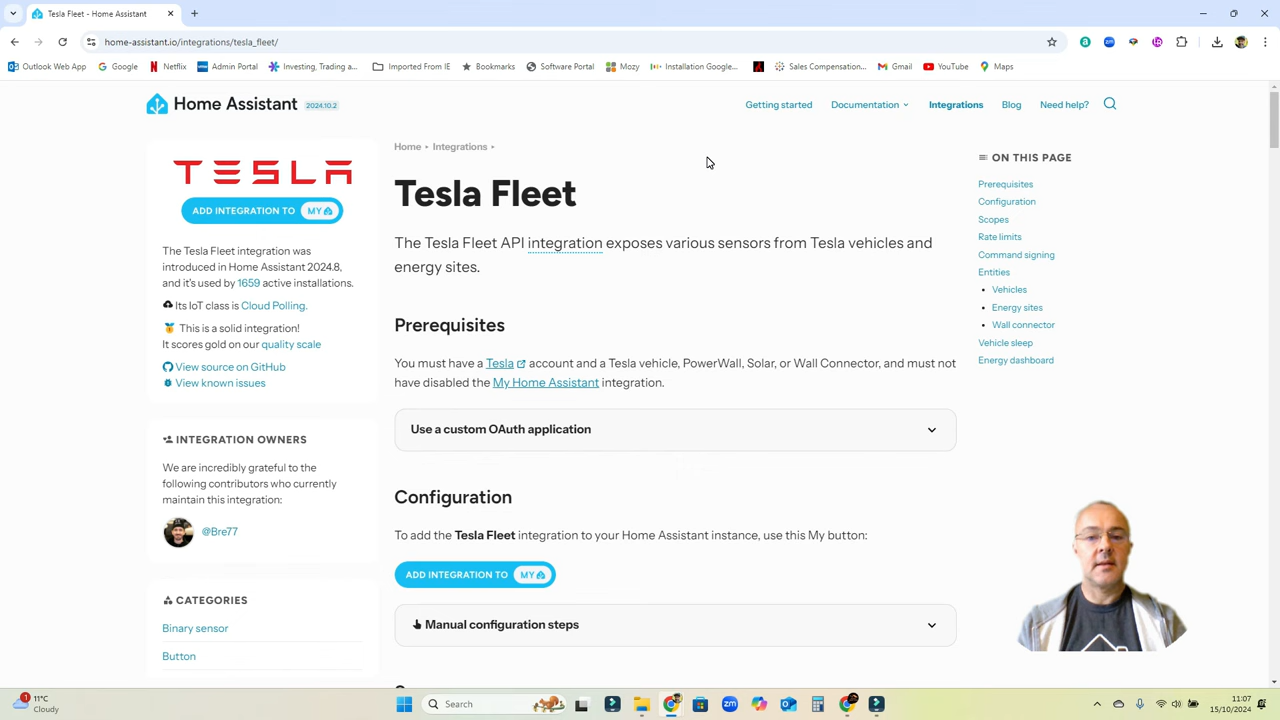 Tesla Fleet - Home Assistant
home-assistant.io/integrations/tesla_fleet/
Outlook Web App
Google
Netflix
Admin Portal
Investing, Trading a...
Imported From IE
Bookmarks
Software Portal
Mozy
Installation Google...
Sales Compensation...
Gmail
YouTube
Maps
Home Assistant 2024.10.2
Getting started
Documentation
Integrations
Blog
Need help?
TESLA
ADD INTEGRATION TO MY
The Tesla Fleet integration was
introduced in Home Assistant 2024.8,
and it's used by 1659 active installations.
Its IoT class is Cloud Polling.
This is a solid integration!
It scores gold on our quality scale
View source on GitHub
View known issues
INTEGRATION OWNERS
We are incredibly grateful to the
following contributors who currently
maintain this integration:
@Bre77
CATEGORIES
Binary sensor
Button
Home • Integrations •
Tesla Fleet
The Tesla Fleet API integration exposes various sensors from Tesla vehicles and
energy sites.
Prerequisites
You must have a Tesla account and a Tesla vehicle, PowerWall, Solar, or Wall Connector, and must not
have disabled the My Home Assistant integration.
Use a custom OAuth application
Configuration
To add the Tesla Fleet integration to your Home Assistant instance, use this My button:
ADD INTEGRATION TO MY
Manual configuration steps
ON THIS PAGE
Prerequisites
Configuration
Scopes
Rate limits
Command signing
Entities
• Vehicles
• Energy sites
• Wall connector
Vehicle sleep
Energy dashboard
1
11°C
Cloudy
Search
zm
11:07
15/10/2024